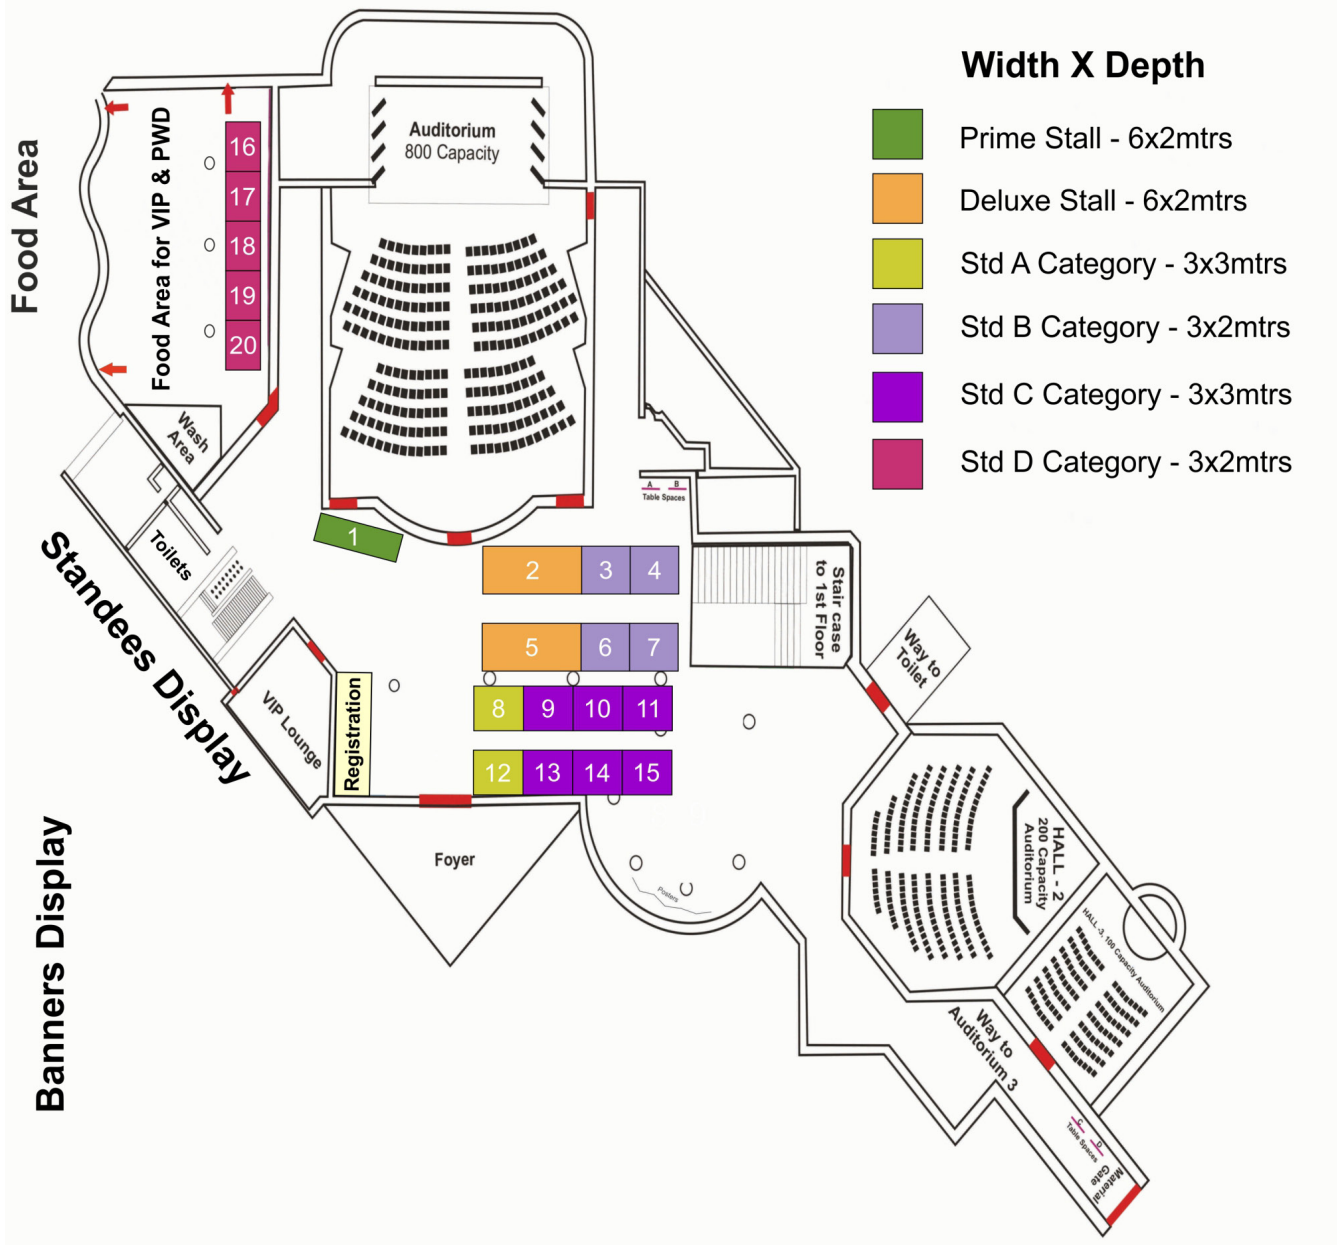 Width X Depth
Prime Stall - 6x2mtrs
Deluxe Stall - 6x2mtrs
Std A Category - 3x3mtrs
Std B Category - 3x2mtrs
Std C Category - 3x3mtrs
Std D Category - 3x2mtrs
Auditorium
800 Capacity
Food Area
Food Area for VIP & PWD
16
17
18
19
20
Wash
Area
Toilets
Standees Display
VIP Lounge
Registration
Banners Display
Foyer
1
2
3
4
5
6
7
8
9
10
11
12
13
14
15
A B
Table Spaces
Stair case
to 1st Floor
Way to
Toilet
Posters
HALL - 2
200 Capacity
Auditorium
HALL -3, 100 Capacity Auditorium
Way to
Auditorium 3
C D
Table Spaces
Material
Gate